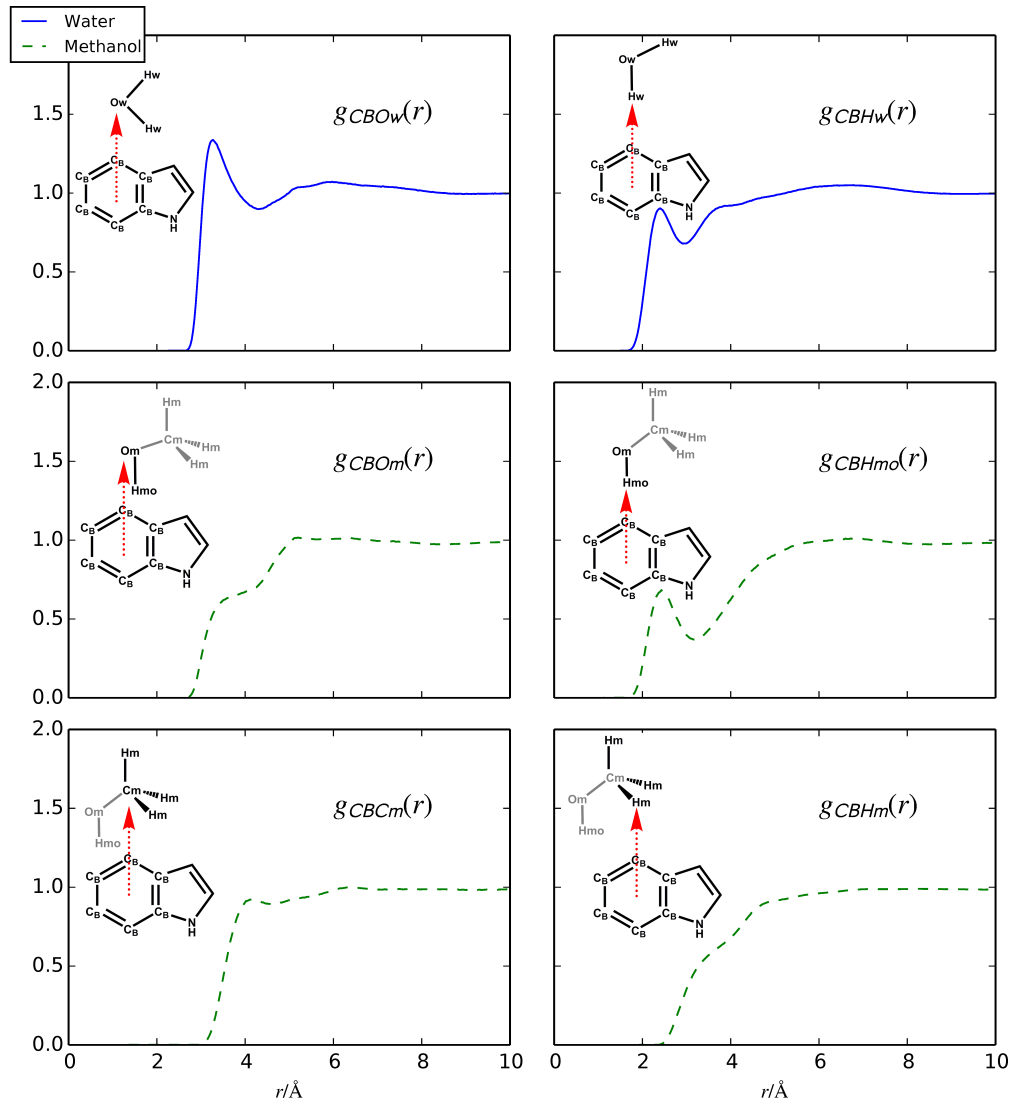 Water
Methanol
1.5
1.0
0.5
0.0
Hw
Ow
Hw
CB
CB
CB
CB
CB
CB
N
H
gCBOw(r)
Hw
Ow
Hw
CB
CB
CB
CB
CB
CB
N
H
gCBHw(r)
2.0
1.5
1.0
0.5
0.0
Hm
Cm
Hm
Hm
Om
Hmo
CB
CB
CB
CB
CB
CB
N
H
gCBOm(r)
Hm
Cm
Hm
Hm
Om
Hmo
CB
CB
CB
CB
CB
CB
N
H
gCBHmo(r)
2.0
1.5
1.0
0.5
0.0
Hm
Cm
Hm
Hm
Om
Hmo
CB
CB
CB
CB
CB
CB
N
H
gCBCm(r)
0 2 4 6 8 10
r/Å
Hm
Cm
Hm
Hm
Om
Hmo
CB
CB
CB
CB
CB
CB
N
H
gCBHm(r)
0 2 4 6 8 10
r/Å